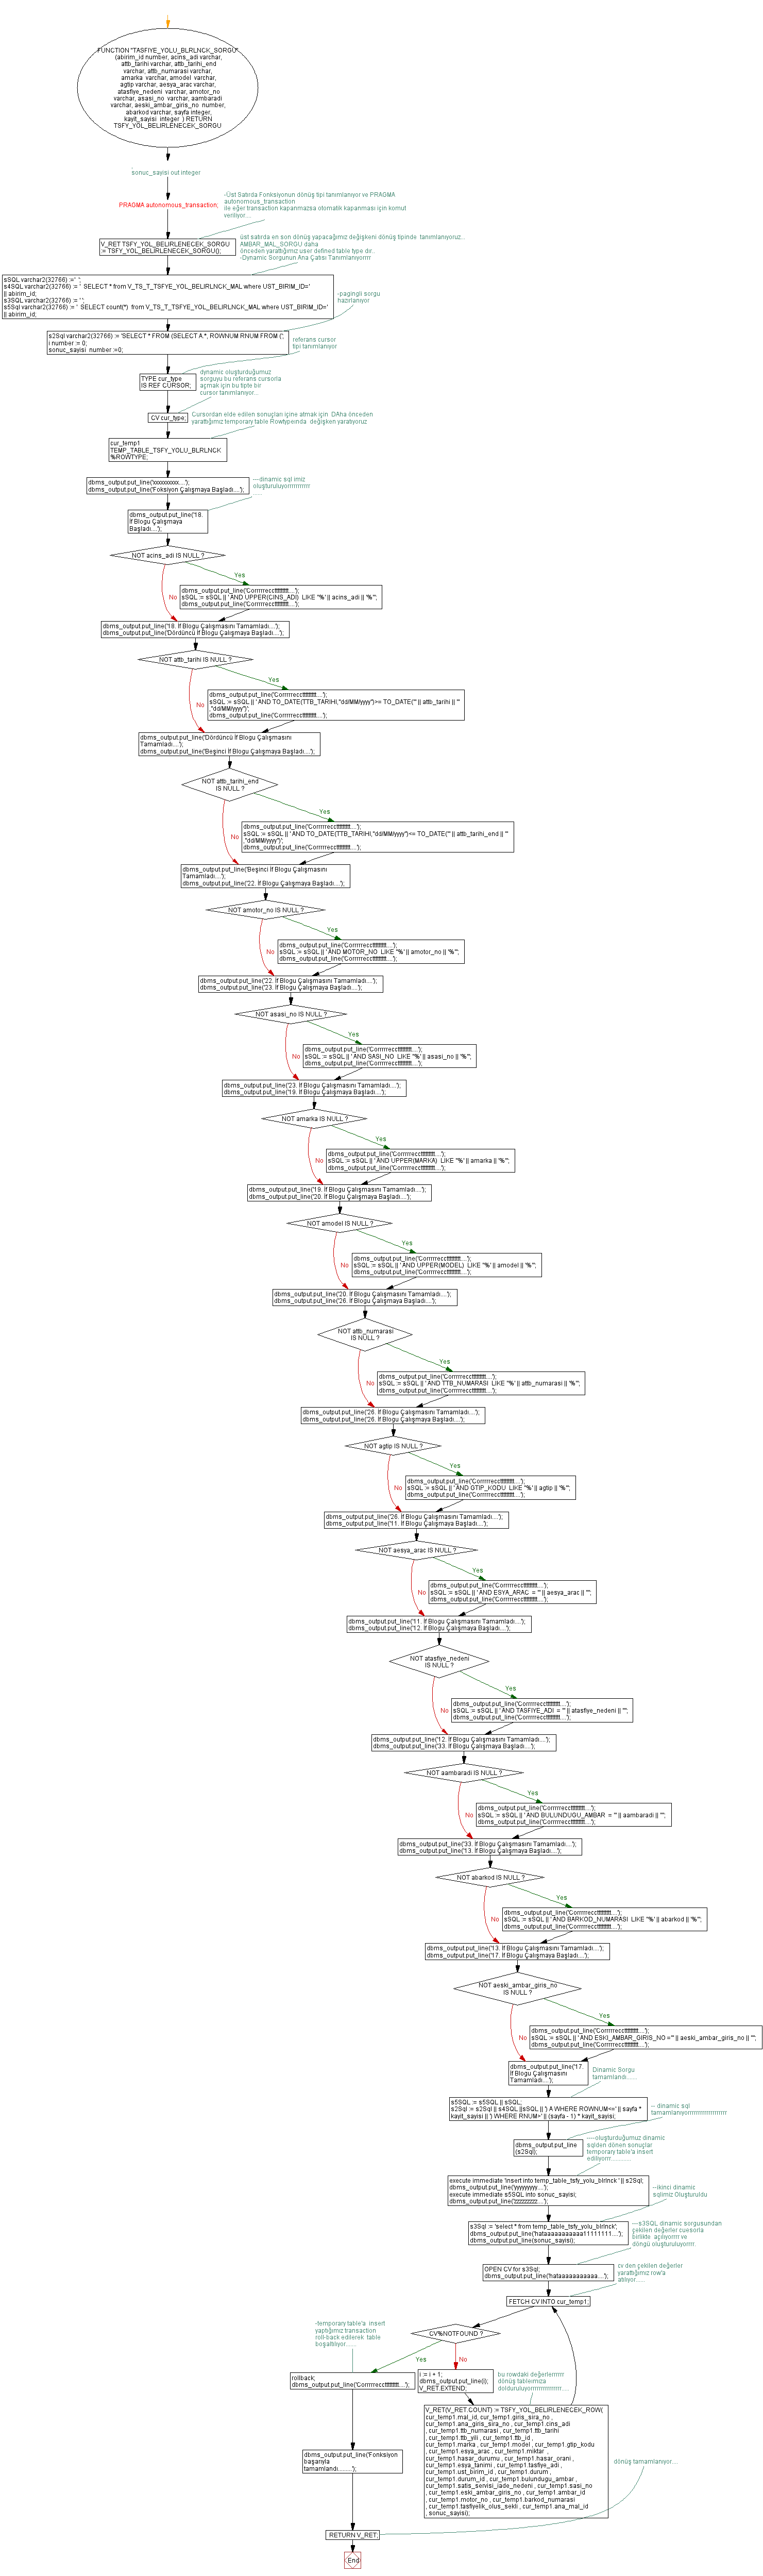 FUNCTION "TASFIYE_YOLU_BLRLNCK_SORGU"
(abirim_id number, acins_adi varchar,
attb_tarihi varchar, attb_tarihi_end
varchar, attb_numarasi varchar,
amarka varchar, amodel varchar,
agtip varchar, aesya_arac varchar,
atasfiye_nedeni varchar, amotor_no
varchar, asasi_no varchar, aambaradi
varchar, aeski_ambar_giris_no number,
abarkod varchar, sayfa integer,
kayit_sayisi integer ) RETURN
TSFY_YOL_BELIRLENECEK_SORGU
,
sonuc_sayisi out integer
PRAGMA autonomous_transaction;
-Üst Satırda Fonksiyonun dönüş tipi tanımlanıyor ve PRAGMA
autonomous_transaction
ile eğer transaction kapanmazsa otomatik kapanması için komut
veriliyor....
V_RET TSFY_YOL_BELIRLENECEK_SORGU
:= TSFY_YOL_BELIRLENECEK_SORGU();
üst satırda en son dönüş yapacağımız değişkeni dönüş tipinde tanımlanıyoruz...
AMBAR_MAL_SORGU daha
önceden yarattığımız user defined table type dır..
-Dynamic Sorgunun Ana Çatısı Tanımlanıyorrrr
sSQL varchar2(32766) :=' ';
s4SQL varchar2(32766) := ' SELECT * from V_TS_T_TSFYE_YOL_BELIRLNCK_MAL where UST_BIRIM_ID='
|| abirim_id;
s3SQL varchar2(32766) := ' ';
s5Sql varchar2(32766) := ' SELECT count(*) from V_TS_T_TSFYE_YOL_BELIRLNCK_MAL where UST_BIRIM_ID='
|| abirim_id;
-pagingli sorgu
hazırlanıyor
s2Sql varchar2(32766) := 'SELECT * FROM (SELECT A.*, ROWNUM RNUM FROM (';
i number := 0;
sonuc_sayisi number :=0;
referans cursor
tipi tanımlanıyor
TYPE cur_type
IS REF CURSOR;
dynamic oluşturduğumuz
sorguyu bu referans cursorla
açmak için bu tipte bir
cursor tanımlanıyor...
CV cur_type;
Cursordan elde edilen sonuçları içine atmak için DAha önceden
yarattığımız temporary table Rowtypeında değişken yaratıyoruz
cur_temp1
TEMP_TABLE_TSFY_YOLU_BLRLNCK
%ROWTYPE;
dbms_output.put_line('xxxxxxxxxx....');
dbms_output.put_line('Foksiyon Çalışmaya Başladı....');
---dinamic sql imiz
oluşturuluyorrrrrrrrrrr
......
dbms_output.put_line('18.
If Blogu Çalışmaya
Başladı....');
NOT acins_adi IS NULL ?
Yes
No
dbms_output.put_line('Corrrrrecctttttttttt....');
sSQL := sSQL || ' AND UPPER(CINS_ADI) LIKE ''%' || acins_adi || '%''';
dbms_output.put_line('Corrrrrecctttttttttt....');
dbms_output.put_line('18. If Blogu Çalışmasını Tamamladı....');
dbms_output.put_line('Dördüncü If Blogu Çalışmaya Başladı....');
NOT attb_tarihi IS NULL ?
Yes
No
dbms_output.put_line('Corrrrrecctttttttttt....');
sSQL := sSQL || ' AND TO_DATE(TTB_TARIHI,''dd/MM/yyyy'')>= TO_DATE(''' || attb_tarihi || '''
,''dd/MM/yyyy'')';
dbms_output.put_line('Corrrrrecctttttttttt....');
dbms_output.put_line('Dördüncü If Blogu Çalışmasını
Tamamladı....');
dbms_output.put_line('Beşinci If Blogu Çalışmaya Başladı....');
NOT attb_tarihi_end
IS NULL ?
Yes
No
dbms_output.put_line('Corrrrrecctttttttttt....');
sSQL := sSQL || ' AND TO_DATE(TTB_TARIHI,''dd/MM/yyyy'')<= TO_DATE(''' || attb_tarihi_end || '''
,''dd/MM/yyyy'')';
dbms_output.put_line('Corrrrrecctttttttttt....');
dbms_output.put_line('Beşinci If Blogu Çalışmasını
Tamamladı....');
dbms_output.put_line('22. If Blogu Çalışmaya Başladı....');
NOT amotor_no IS NULL ?
Yes
No
dbms_output.put_line('Corrrrrecctttttttttt....');
sSQL := sSQL || ' AND MOTOR_NO LIKE ''%' || amotor_no || '%''';
dbms_output.put_line('Corrrrrecctttttttttt....');
dbms_output.put_line('22. If Blogu Çalışmasını Tamamladı....');
dbms_output.put_line('23. If Blogu Çalışmaya Başladı....');
NOT asasi_no IS NULL ?
Yes
No
dbms_output.put_line('Corrrrrecctttttttttt....');
sSQL := sSQL || ' AND SASI_NO LIKE ''%' || asasi_no || '%''';
dbms_output.put_line('Corrrrrecctttttttttt....');
dbms_output.put_line('23. If Blogu Çalışmasını Tamamladı....');
dbms_output.put_line('19. If Blogu Çalışmaya Başladı....');
NOT amarka IS NULL ?
Yes
No
dbms_output.put_line('Corrrrrecctttttttttt....');
sSQL := sSQL || ' AND UPPER(MARKA) LIKE ''%' || amarka || '%''';
dbms_output.put_line('Corrrrrecctttttttttt....');
dbms_output.put_line('19. If Blogu Çalışmasını Tamamladı....');
dbms_output.put_line('20. If Blogu Çalışmaya Başladı....');
NOT amodel IS NULL ?
Yes
No
dbms_output.put_line('Corrrrrecctttttttttt....');
sSQL := sSQL || ' AND UPPER(MODEL) LIKE ''%' || amodel || '%''';
dbms_output.put_line('Corrrrrecctttttttttt....');
dbms_output.put_line('20. If Blogu Çalışmasını Tamamladı....');
dbms_output.put_line('26. If Blogu Çalışmaya Başladı....');
NOT attb_numarasi
IS NULL ?
Yes
No
dbms_output.put_line('Corrrrrecctttttttttt....');
sSQL := sSQL || ' AND TTB_NUMARASI LIKE ''%' || attb_numarasi || '%''';
dbms_output.put_line('Corrrrrecctttttttttt....');
dbms_output.put_line('26. If Blogu Çalışmasını Tamamladı....');
dbms_output.put_line('26. If Blogu Çalışmaya Başladı....');
NOT agtip IS NULL ?
Yes
No
dbms_output.put_line('Corrrrrecctttttttttt....');
sSQL := sSQL || ' AND GTIP_KODU LIKE ''%' || agtip || '%''';
dbms_output.put_line('Corrrrrecctttttttttt....');
dbms_output.put_line('26. If Blogu Çalışmasını Tamamladı....');
dbms_output.put_line('11. If Blogu Çalışmaya Başladı....');
NOT aesya_arac IS NULL ?
Yes
No
dbms_output.put_line('Corrrrrecctttttttttt....');
sSQL := sSQL || ' AND ESYA_ARAC = ''' || aesya_arac || '''';
dbms_output.put_line('Corrrrrecctttttttttt....');
dbms_output.put_line('11. If Blogu Çalışmasını Tamamladı....');
dbms_output.put_line('12. If Blogu Çalışmaya Başladı....');
NOT atasfiye_nedeni
IS NULL ?
Yes
No
dbms_output.put_line('Corrrrrecctttttttttt....');
sSQL := sSQL || ' AND TASFIYE_ADI = ''' || atasfiye_nedeni || '''';
dbms_output.put_line('Corrrrrecctttttttttt....');
dbms_output.put_line('12. If Blogu Çalışmasını Tamamladı....');
dbms_output.put_line('33. If Blogu Çalışmaya Başladı....');
NOT aambaradi IS NULL ?
Yes
No
dbms_output.put_line('Corrrrrecctttttttttt....');
sSQL := sSQL || ' AND BULUNDUGU_AMBAR = ''' || aambaradi || '''';
dbms_output.put_line('Corrrrrecctttttttttt....');
dbms_output.put_line('33. If Blogu Çalışmasını Tamamladı....');
dbms_output.put_line('13. If Blogu Çalışmaya Başladı....');
NOT abarkod IS NULL ?
Yes
No
dbms_output.put_line('Corrrrrecctttttttttt....');
sSQL := sSQL || ' AND BARKOD_NUMARASI LIKE ''%' || abarkod || '%''';
dbms_output.put_line('Corrrrrecctttttttttt....');
dbms_output.put_line('13. If Blogu Çalışmasını Tamamladı....');
dbms_output.put_line('17. If Blogu Çalışmaya Başladı....');
NOT aeski_ambar_giris_no
IS NULL ?
Yes
No
dbms_output.put_line('Corrrrrecctttttttttt....');
sSQL := sSQL || ' AND ESKI_AMBAR_GIRIS_NO =''' || aeski_ambar_giris_no || '''';
dbms_output.put_line('Corrrrrecctttttttttt....');
dbms_output.put_line('17.
If Blogu Çalışmasını
Tamamladı....');
Dinamic Sorgu
tamamlandı......
s5SQL := s5SQL || sSQL;
s2Sql := s2Sql || s4SQL ||sSQL || ') A WHERE ROWNUM<=' || sayfa *
kayit_sayisi || ') WHERE RNUM>' || (sayfa - 1) * kayit_sayisi;
-- dinamic sql
tamamlanıyorrrrrrrrrrrrrrrrrrr
dbms_output.put_line
(s2Sql);
----oluşturduğumuz dinamic
sqlden dönen sonuçlar
temporary table'a insert
ediliyorrr............
execute immediate 'insert into temp_table_tsfy_yolu_blrlnck ' || s2Sql;
dbms_output.put_line('yyyyyyyyy....');
execute immediate s5SQL into sonuc_sayisi;
dbms_output.put_line('zzzzzzzzzz....');
--ikinci dinamic
sqlimiz Oluşturuldu
s3Sql := 'select * from temp_table_tsfy_yolu_blrlnck';
dbms_output.put_line('hataaaaaaaaaaa11111111....');
dbms_output.put_line(sonuc_sayisi);
---s3SQL dinamic sorgusundan
çekilen değerler cuesorla
birlikte açılıyorrrr ve
döngü oluşturuluyorrrr.
OPEN CV for s3Sql;
dbms_output.put_line('hataaaaaaaaaaa....');
cv den çekilen değerler
yarattığımız row'a
atılıyor......
FETCH CV INTO cur_temp1;
-temporary table'a insert
yaptığımız transaction
roll-back edilerek table
boşaltılıyor.......
CV%NOTFOUND ?
Yes
No
rollback;
dbms_output.put_line('Corrrrrecctttttttttt....');
i := i + 1;
dbms_output.put_line(i);
V_RET.EXTEND;
bu rowdaki değerlerrrrrr
dönüş tableımıza
dolduruluyorrrrrrrrrrrrrr....
V_RET(V_RET.COUNT) := TSFY_YOL_BELIRLENECEK_ROW(
cur_temp1.mal_id, cur_temp1.giris_sira_no ,
cur_temp1.ana_giris_sira_no , cur_temp1.cins_adi
, cur_temp1.ttb_numarasi , cur_temp1.ttb_tarihi
, cur_temp1.ttb_yili , cur_temp1.ttb_id ,
cur_temp1.marka , cur_temp1.model , cur_temp1.gtip_kodu
, cur_temp1.esya_arac , cur_temp1.miktar ,
cur_temp1.hasar_durumu , cur_temp1.hasar_orani ,
cur_temp1.esya_tanimi , cur_temp1.tasfiye_adi ,
cur_temp1.ust_birim_id , cur_temp1.durum ,
cur_temp1.durum_id , cur_temp1.bulundugu_ambar ,
cur_temp1.satis_servisi_iade_nedeni , cur_temp1.sasi_no
, cur_temp1.eski_ambar_giris_no , cur_temp1.ambar_id
, cur_temp1.motor_no , cur_temp1.barkod_numarasi
, cur_temp1.tasfiyelik_olus_sekli , cur_temp1.ana_mal_id
, sonuc_sayisi);
dbms_output.put_line('Fonksiyon
başarıyla
tamamlandı.........');
dönüş tamamlanıyor....
RETURN V_RET;
End